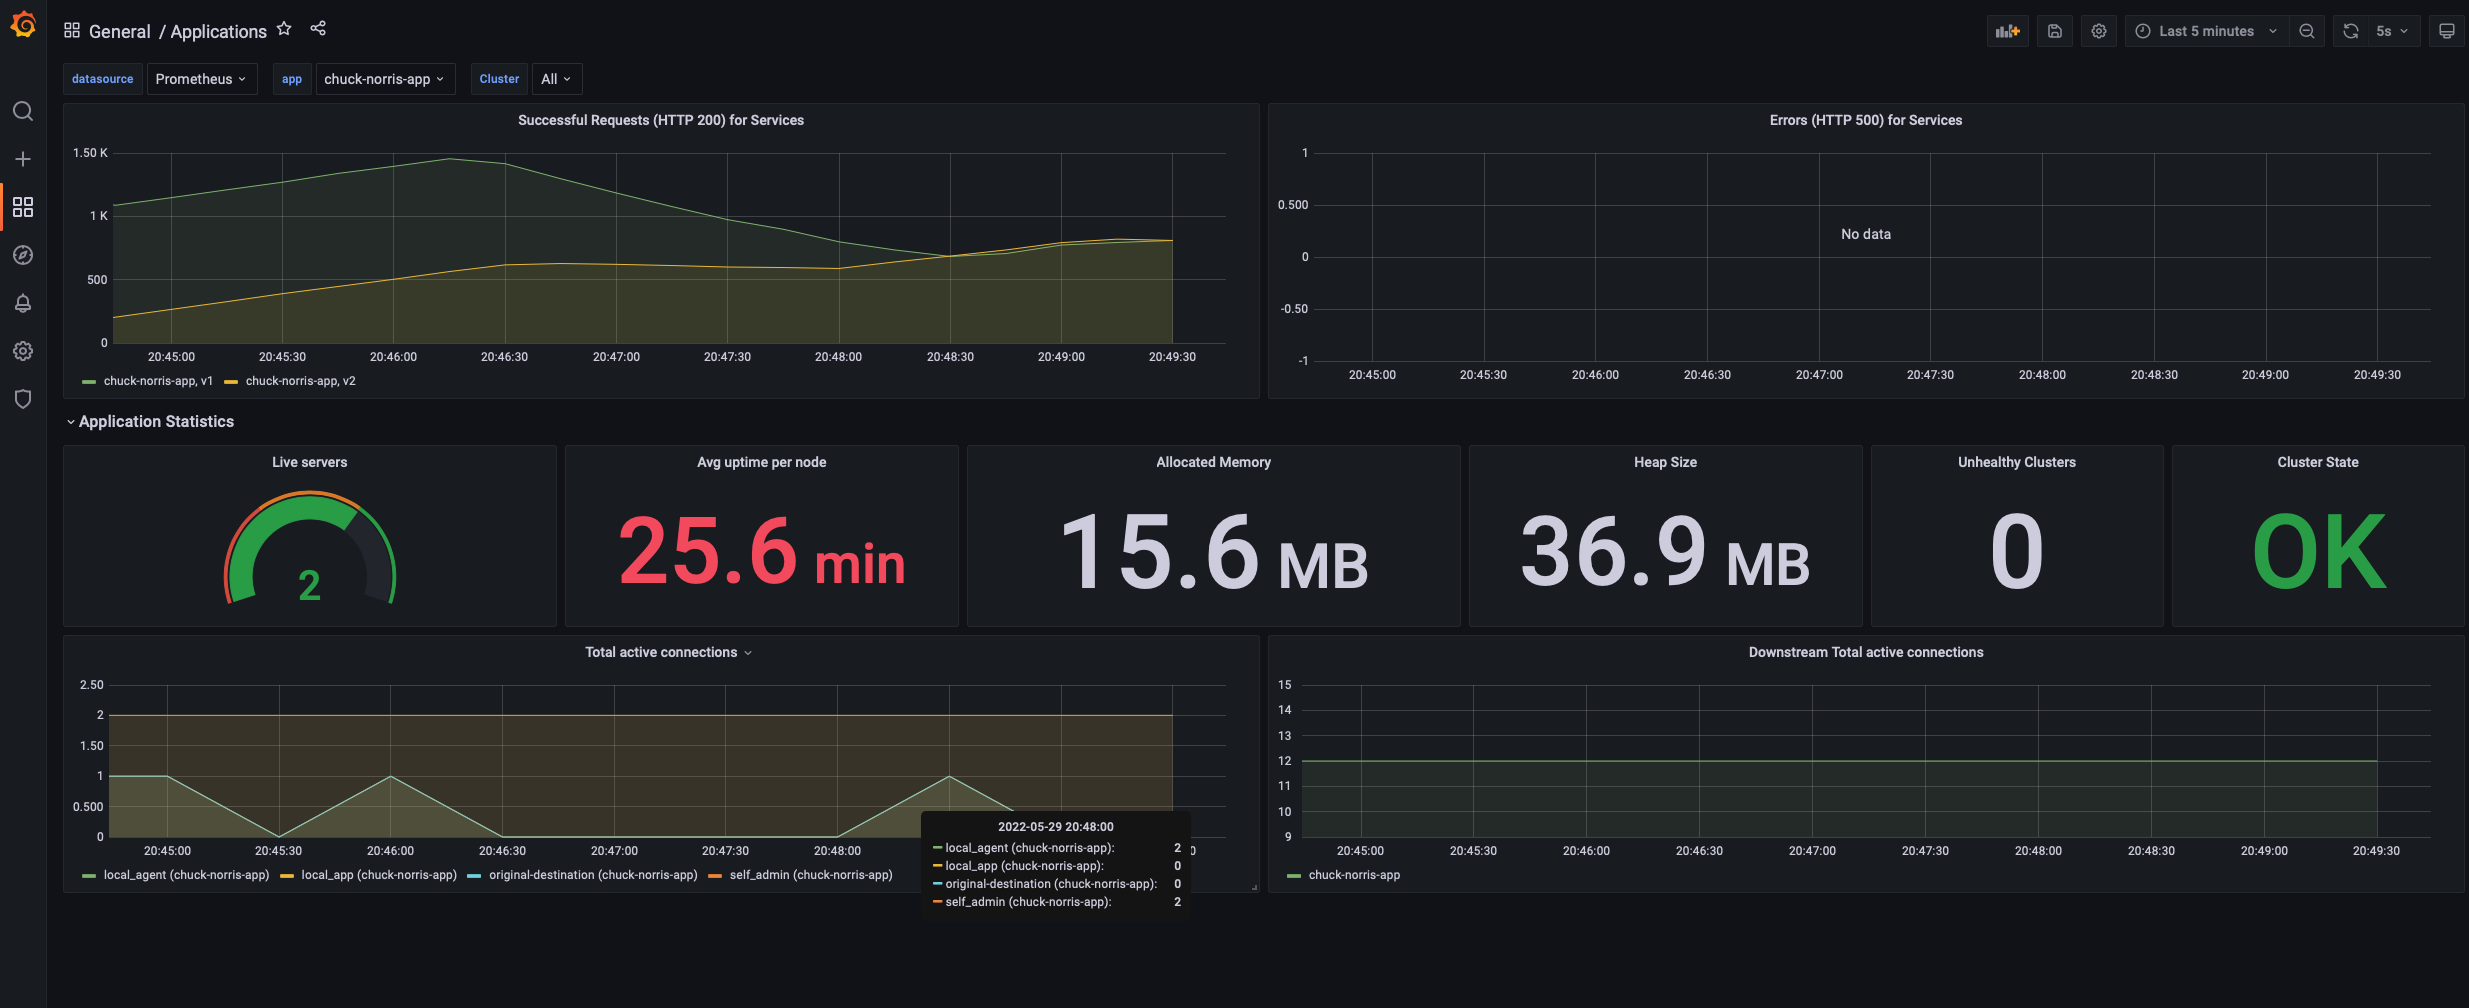 General / Applications
Last 5 minutes
5s
datasource Prometheus app chuck-norris-app Cluster All
Successful Requests (HTTP 200) for Services
1.50 K
1 K
500
0
20:45:00 20:45:30 20:46:00 20:46:30 20:47:00 20:47:30 20:48:00 20:48:30 20:49:00 20:49:30
chuck-norris-app, v1 chuck-norris-app, v2
Errors (HTTP 500) for Services
1
0.500
0
-0.50
-1
No data
20:45:00 20:45:30 20:46:00 20:46:30 20:47:00 20:47:30 20:48:00 20:48:30 20:49:00 20:49:30
Application Statistics
Live servers
2
Avg uptime per node
25.6 min
Allocated Memory
15.6 MB
Heap Size
36.9 MB
Unhealthy Clusters
0
Cluster State
OK
Total active connections
2.50
2
1.50
1
0.500
0
20:45:00 20:45:30 20:46:00 20:46:30 20:47:00 20:47:30 20:48:00 0
local_agent (chuck-norris-app) local_app (chuck-norris-app) original-destination (chuck-norris-app) self_admin (chuck-norris-app)
2022-05-29 20:48:00
local_agent (chuck-norris-app): 2
local_app (chuck-norris-app): 0
original-destination (chuck-norris-app): 0
self_admin (chuck-norris-app): 2
Downstream Total active connections
15
14
13
12
11
10
9
20:45:00 20:45:30 20:46:00 20:46:30 20:47:00 20:47:30 20:48:00 20:48:30 20:49:00 20:49:30
chuck-norris-app